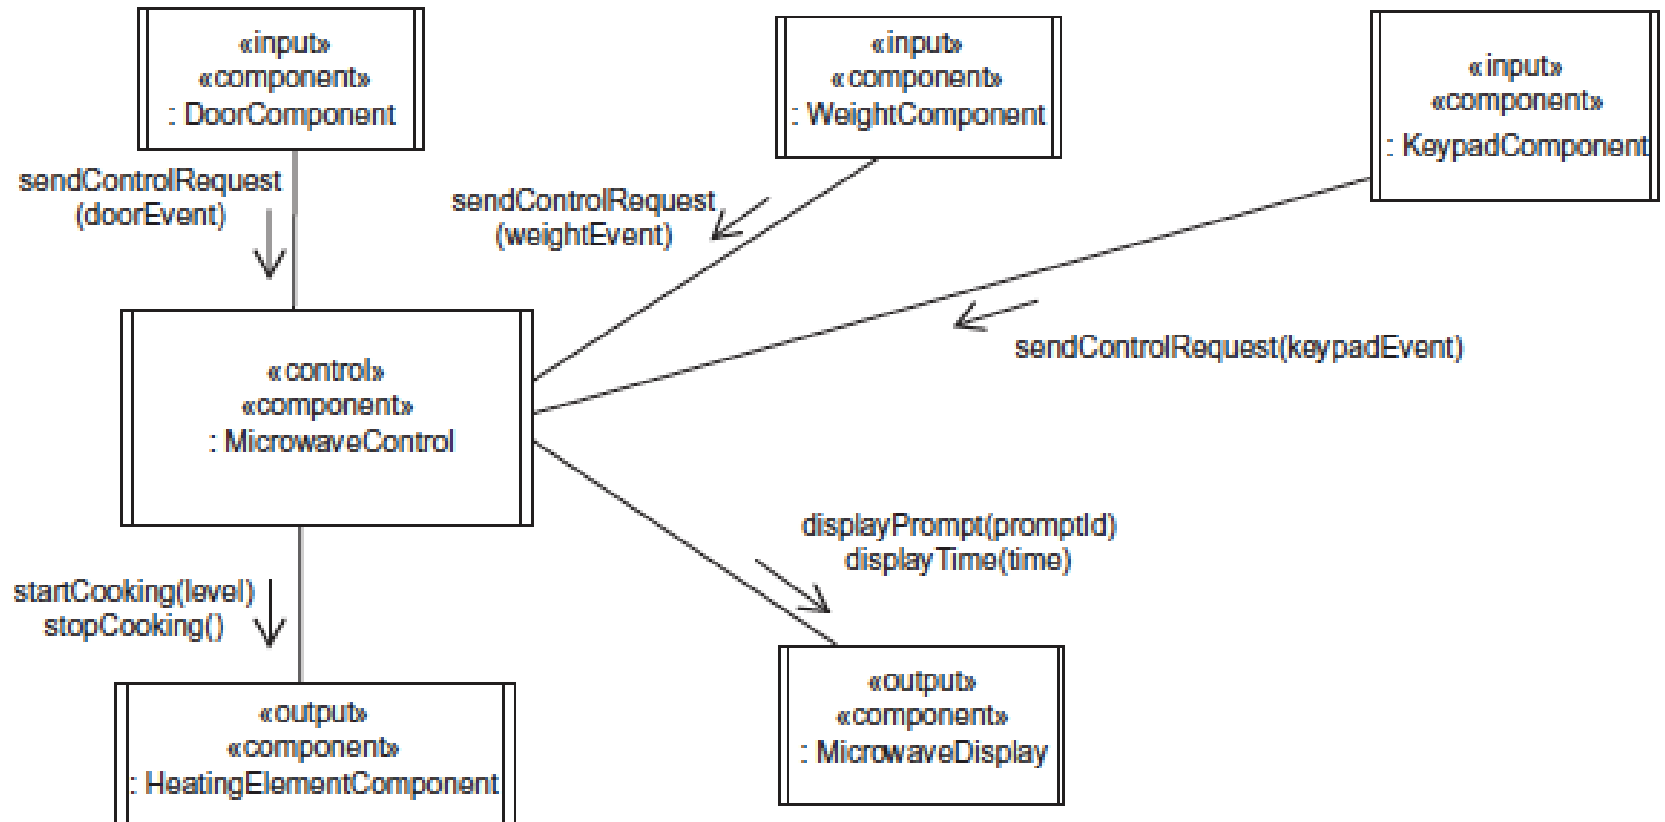 «input»
«component»
: DoorComponent
«input»
«component»
: WeightComponent
«input»
«component»
: KeypadComponent
sendControlRequest
(doorEvent)
sendControlRequest
(weightEvent)
sendControlRequest(keypadEvent)
«control»
«component»
: MicrowaveControl
displayPrompt(promptId)
displayTime(time)
startCooking(level)
stopCooking()
«output»
«component»
: HeatingElementComponent
«output»
«component»
: MicrowaveDisplay